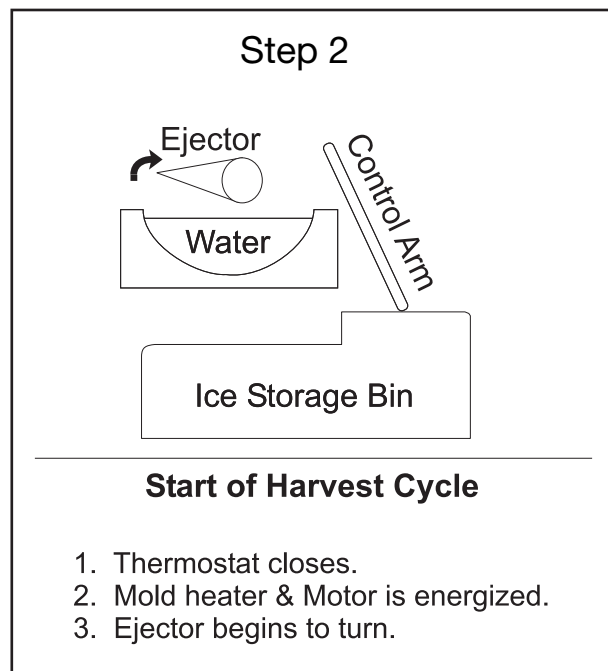 Step 2
Ejector
Control Arm
Water
Ice Storage Bin
Start of Harvest Cycle
1. Thermostat closes.
2. Mold heater & Motor is energized.
3. Ejector begins to turn.